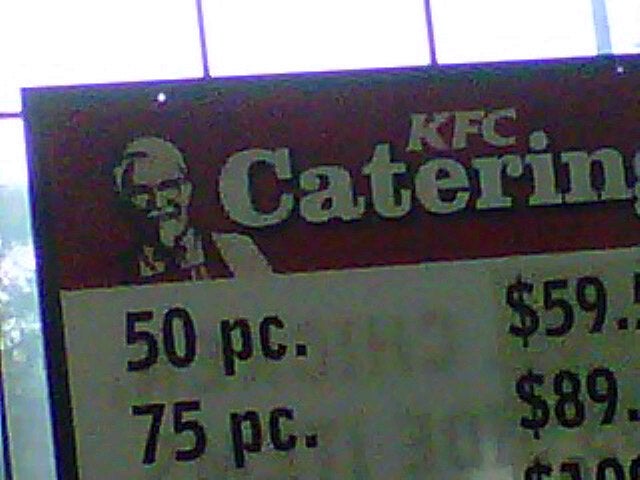 KFC
Catering
50 pc. $59.
75 pc. $89.